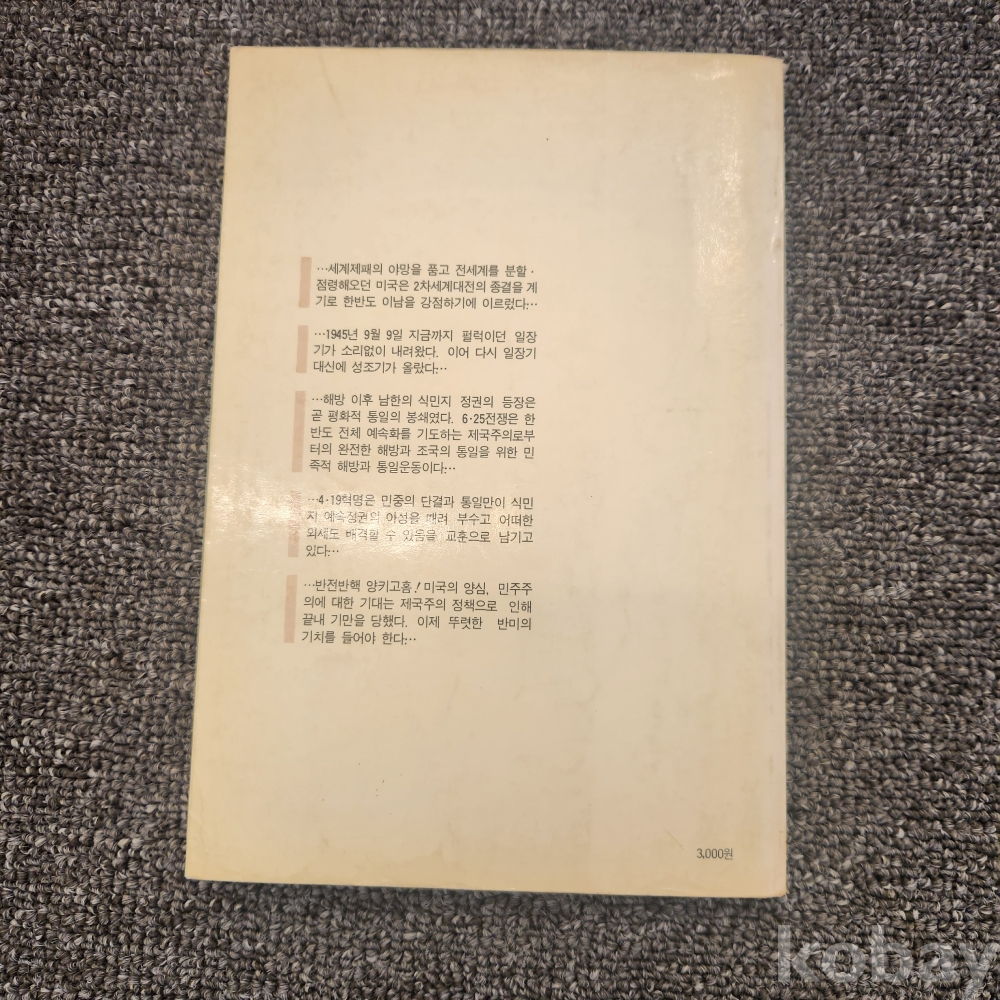 …세계제패의 야망을 품고 전세계를 분할·
점령해오던 미국은 2차세계대전의 종결을 계
기로 한반도 이남을 강점하기에 이르렀다…
…1945년 9월 9일 지금까지 펄럭이던 일장
기가 소리없이 내려왔다. 이어 다시 일장기
대신에 성조기가 올랐다…
…해방 이후 남한의 식민지 정권의 등장은
곧 평화적 통일의 봉쇄였다. 6·25전쟁은 한
반도 전체 예속화를 기도하는 제국주의로부
터의 완전한 해방과 조국의 통일을 위한 민
족적 해방과 통일운동이다…
…4·19혁명은 민중의 단결과 통일만이 식민
지 예속정권의 아성을 때려 부수고 어떠한
외세도 배격할 수 있음을 교훈으로 남기고
있다…
…반전반핵 양키고홈! 미국의 양심, 민주주
의에 대한 기대는 제국주의 정책으로 인해
끝내 기만을 당했다. 이제 뚜렷한 반미의
기치를 들어야 한다…
3,000원
kobay